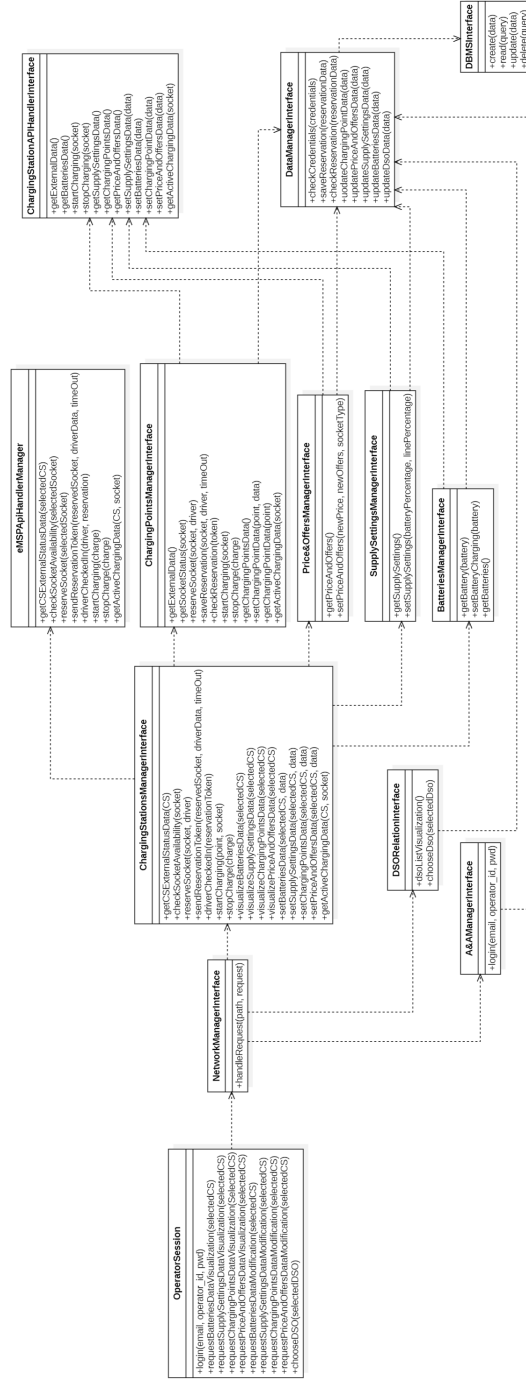 OperatorSession
+login(email, operator_id, pwd)
+requestBatteriesDataVisualization(selectedCS)
+requestSupplySettingsDataVisualization(selectedCS)
+requestChargingPointsDataVisualization(SelectedCS)
+requestPriceAndOffersDataVisualization(selectedCS)
+requestBatteriesDataModification(selectedCS)
+requestSupplySettingsDataModification(selectedCS)
+requestChargingPointsDataModification(selectedCS)
+requestPriceAndOffersDataModification(selectedCS)
+chooseDSO(selectedDSO)
NetworkManagerInterface
+handleRequest(path, request)
A&AManagerInterface
+login(email, operator_id, pwd)
DSORelationInterface
+dsoListVisualization()
+chooseDso(selectedDso)
ChargingStationsManagerInterface
+getCSExternalStatusData(CS)
+checkSocketAvailability(socket)
+reserveSocket(socket, driver)
+sendReservationToken(reservedSocket, driverData, timeOut)
+driverCheckedIn(reservationToken)
+startCharging(point, socket)
+stopCharge(charge)
+visualizeBatteriesData(selectedCS)
+visualizeSupplySettings(selectedCS)
+visualizeChargingPointsData(selectedCS)
+visualizePriceAndOffersData(selectedCS)
+setBatteriesData(selectedCS, data)
+setSupplySettingsData(selectedCS, data)
+setChargingPointsData(selectedCS, data)
+setPriceAndOffersData(selectedCS, data)
+getActiveChargingData(CS, socket)
eMSPApiHandlerManager
+getCSExternalStatusData(selectedCS)
+checkSocketAvailability(selectedSocket)
+reserveSocket(selectedSocket)
+sendReservationToken(reservedSocket, driverData, timeOut)
+driverCheckedIn(driver, reservation)
+startCharging(charge)
+stopCharge(charge)
+getActiveChargingData(CS, socket)
ChargingPointsManagerInterface
+getExternalData()
+getSocketStatus(socket)
+reserveSocket(socket, driver)
+saveReservation(socket, driver, timeOut)
+checkReservation(token)
+startCharging(socket)
+stopCharge(charge)
+getChargingPointsData()
+setChargingPointData(point, data)
+getChargingPointData(point)
+getActiveChargingData(socket)
Price&OffersManagerInterface
+getPriceAndOffers()
+setPriceAndOffers(newPrice, newOffers, socketType)
SupplySettingsManagerInterface
+getSupplySettings()
+setSupplySettings(batteryPercentage, linePercentage)
BatteriesManagerInterface
+getBattery(battery)
+setBatteryCharging(battery)
+getBatteries()
ChargingStationAPIHandlerInterface
+getExternalData()
+getBatteriesData()
+startCharging(socket)
+stopCharging(socket)
+getSupplySettingsData()
+getChargingPointsData()
+getPriceAndOffersData()
+setSupplySettingsData(data)
+setBatteriesData(data)
+setChargingPointData(data)
+setPriceAndOffersData(data)
+getActiveChargingData(socket)
DataManagerInterface
+checkCredentials(credentials)
+saveReservation(reservationData)
+checkReservation(reservationData)
+uodateChargingPointData(data)
+updatePriceAndOffersData(data)
+updateSupplySettingsData(data)
+updateBatteriesData(data)
+updateDsoData(data)
DBMSInterface
+create(data)
+read(query)
+update(data)
+delete(query)